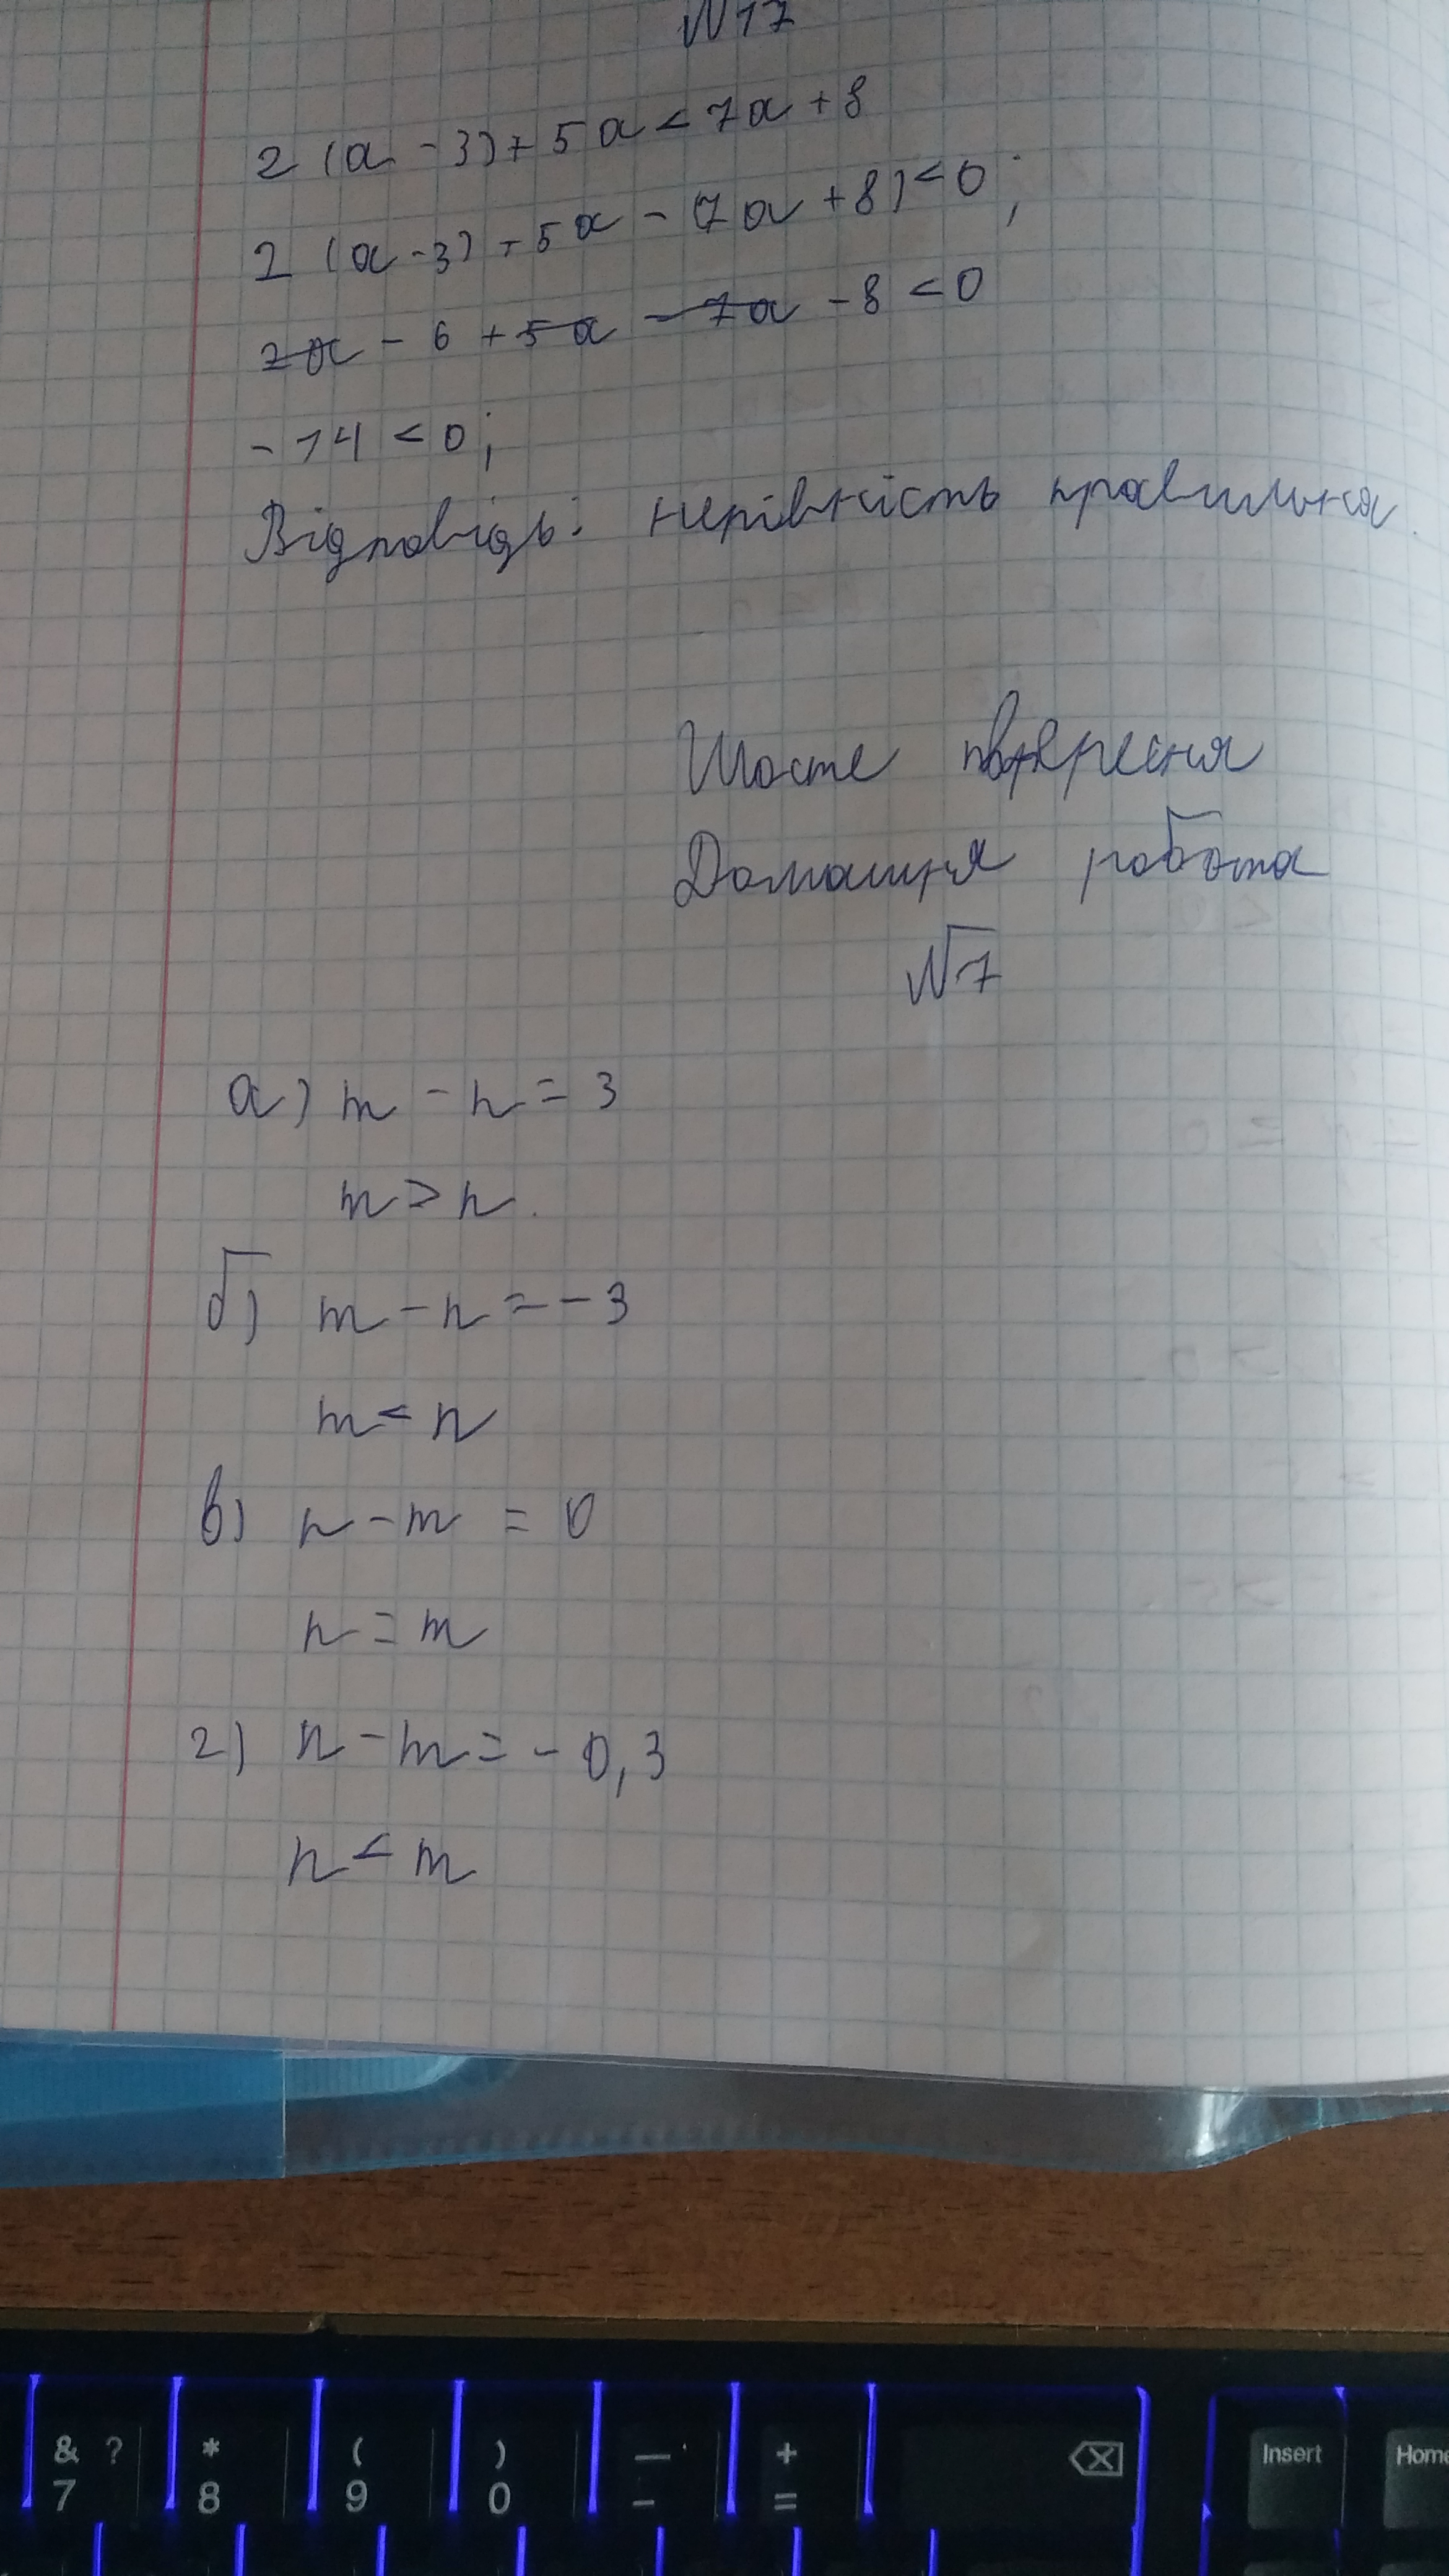 №17
2(a-3)+5a<7a+8
2(a-3)+5a-(7a+8)<0;
2a-6+5a-7a-8<0
-14<0;
Відповідь: нерівність правильна.
Шосте вересня
Домашня робота
№7
а) m-n=3
m>n.
б) m-n=-3
m<n
в) n-m=0
n=m
г) n-m=-0,3
n<m
& ? * ( ) — +
7 8 9 0 - = Insert Home